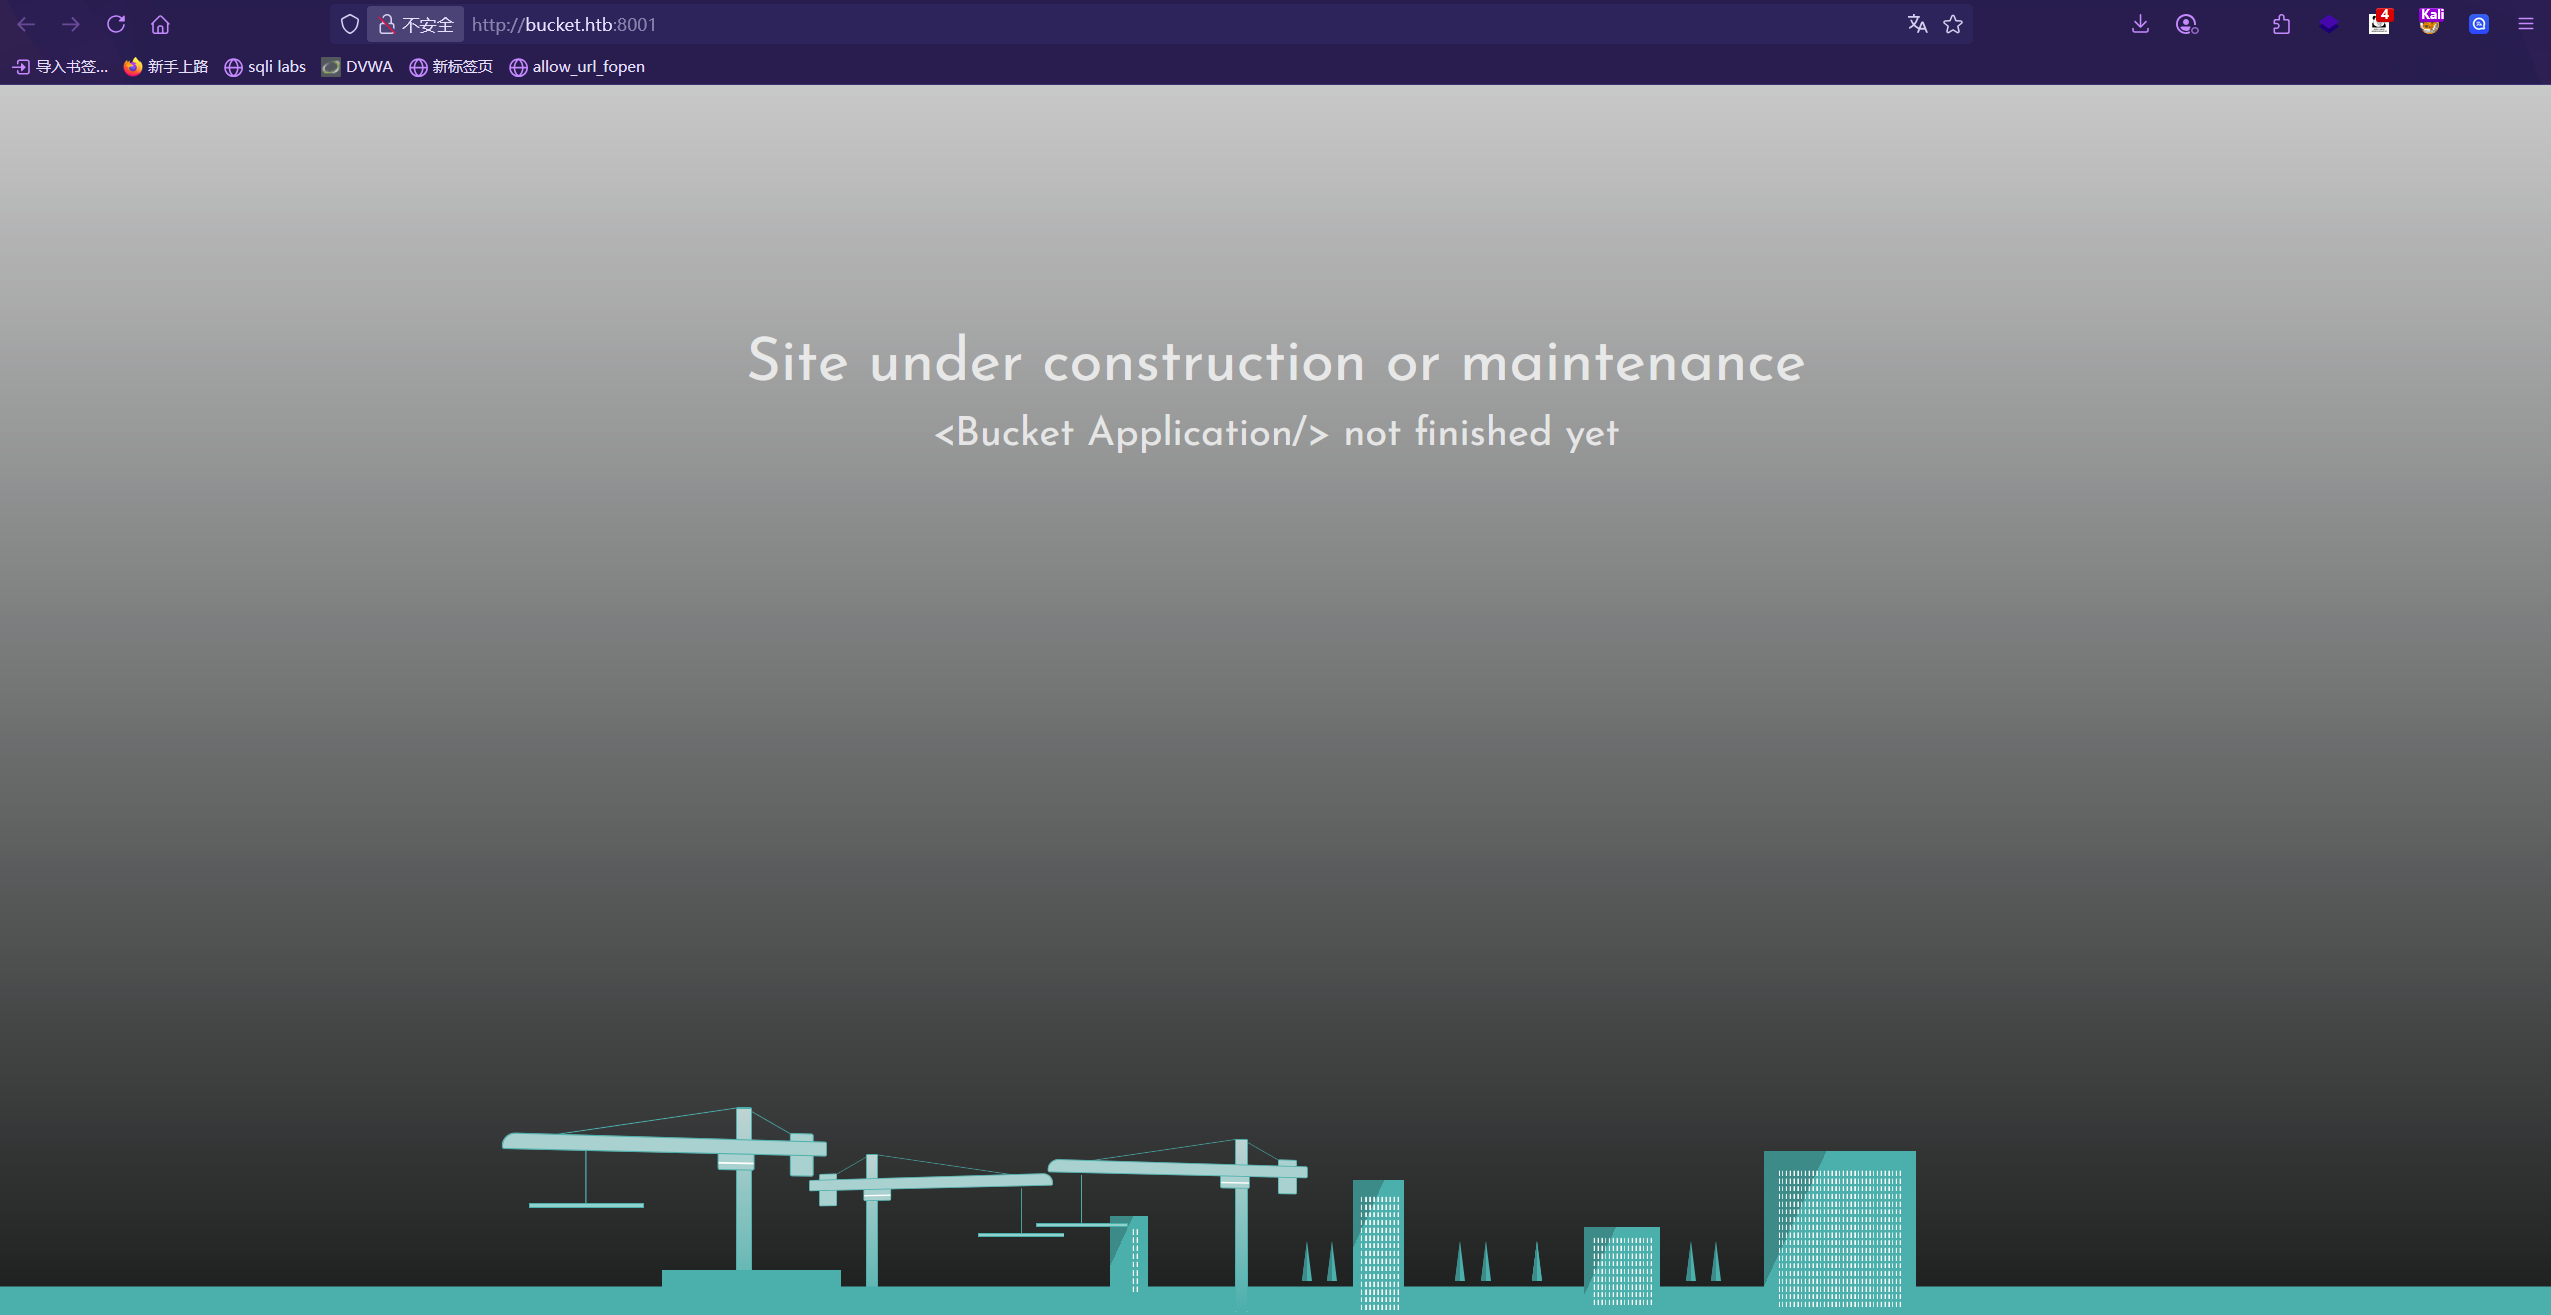 不安全 http://bucket.htb:8001
4
Kali
导入书签... 新手上路 sqli labs DVWA 新标签页 allow_url_fopen
Site under construction or maintenance
<Bucket Application/> not finished yet